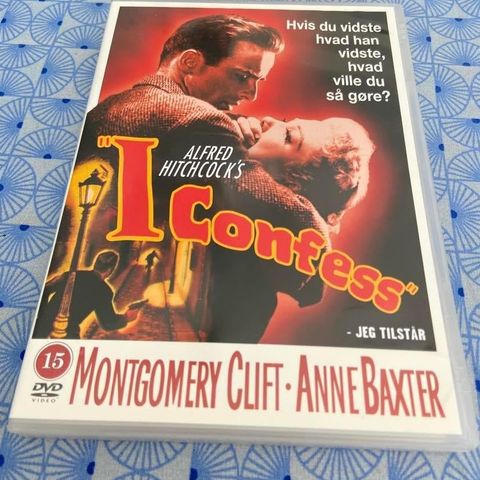 Hvis du vidste
hvad han
vidste,
hvad
ville du
så gøre?
ALFRED
HITCHCOCK'S
"I Confess"
- JEG TILSTÅR
15
DVD
VIDEO
MONTGOMERY CLIFT · ANNE BAXTER